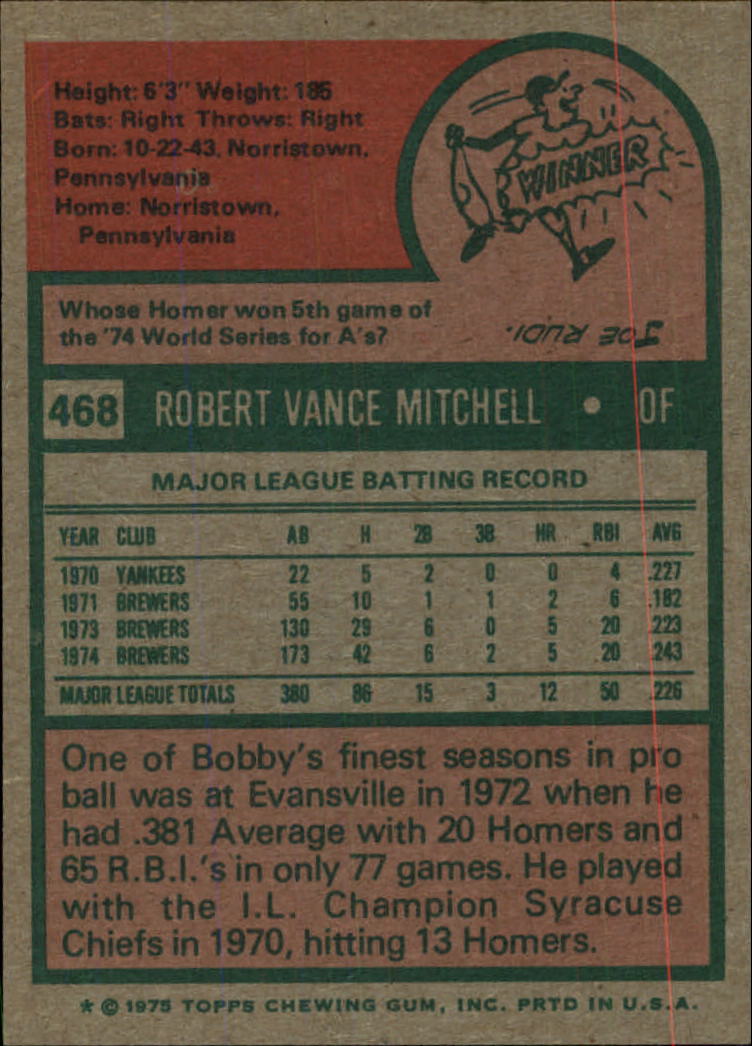 Height: 6'3" Weight: 185
Bats: Right Throws: Right
Born: 10-22-43, Norristown,
Pennsylvania
Home: Norristown,
Pennsylvania
WINNER
Whose Homer won 5th game of
the '74 World Series for A's?
JOE RUDI.
468 ROBERT VANCE MITCHELL • OF
MAJOR LEAGUE BATTING RECORD
YEAR CLUB AB H 2B 3B HR RBI AVG
1970 YANKEES 22 5 2 0 0 4 .227
1971 BREWERS 55 10 1 1 2 6 .182
1973 BREWERS 130 29 6 0 5 20 .223
1974 BREWERS 173 42 6 2 5 20 .243
MAJOR LEAGUE TOTALS 380 86 15 3 12 50 .226
One of Bobby's finest seasons in pro
ball was at Evansville in 1972 when he
had .381 Average with 20 Homers and
65 R.B.I.'s in only 77 games. He played
with the I.L. Champion Syracuse
Chiefs in 1970, hitting 13 Homers.
* © 1975 TOPPS CHEWING GUM, INC. PRTD IN U.S.A.